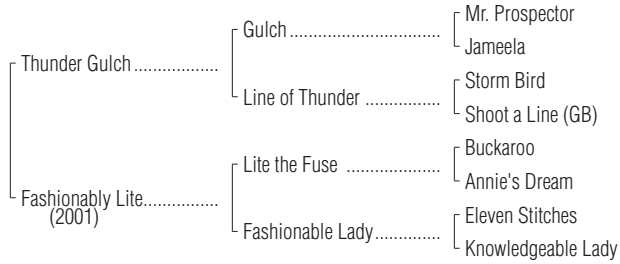 Mr. Prospector
Gulch ..............................
Jameela
Thunder Gulch .................
Storm Bird
Line of Thunder ...............
Shoot a Line (GB)
Buckaroo
Lite the Fuse ...................
Annie's Dream
Fashionably Lite...............
(2001)
Eleven Stitches
Fashionable Lady.............
Knowledgeable Lady